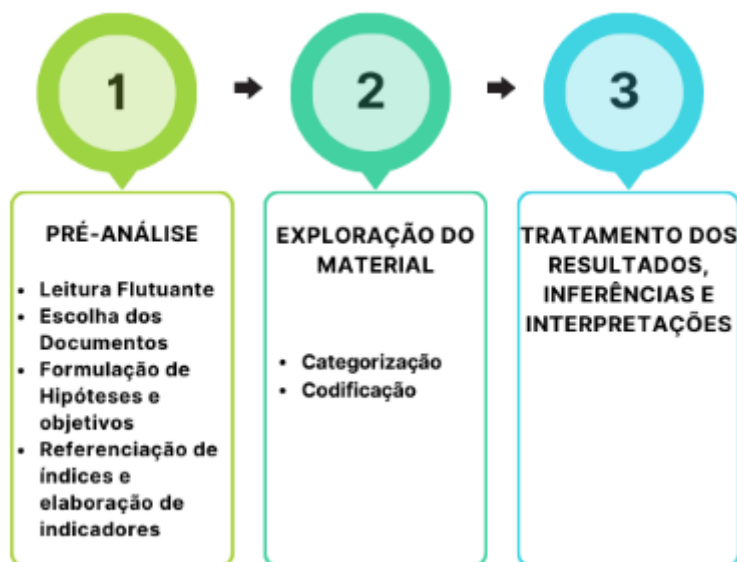 1
PRÉ-ANÁLISE
• Leitura Flutuante
• Escolha dos
Documentos
• Formulação de
Hipóteses e
objetivos
• Referenciação de
índices e
elaboração de
indicadores
2
EXPLORAÇÃO DO
MATERIAL
• Categorização
• Codificação
3
TRATAMENTO DOS
RESULTADOS,
INFERÊNCIAS E
INTERPRETAÇÕES